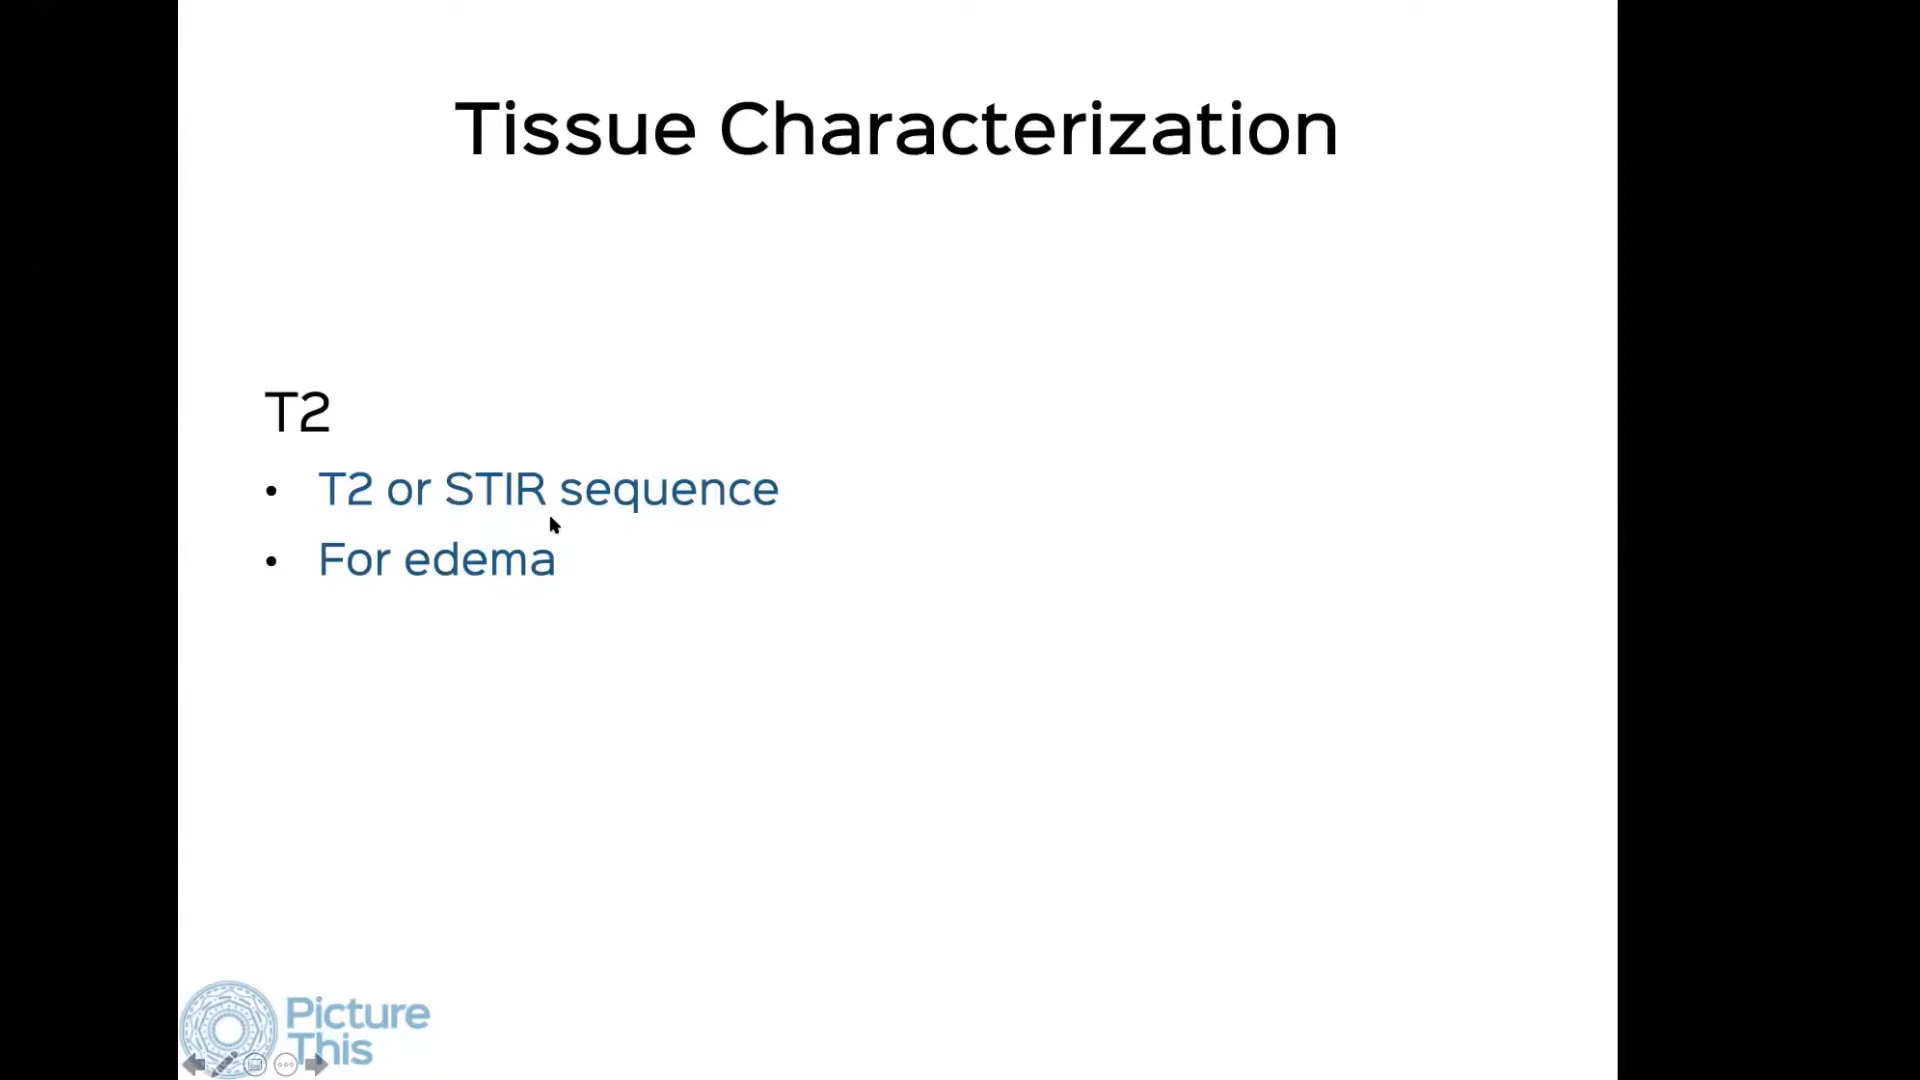 Tissue Characterization
T2
• T2 or STIR sequence
• For edema
Picture
This